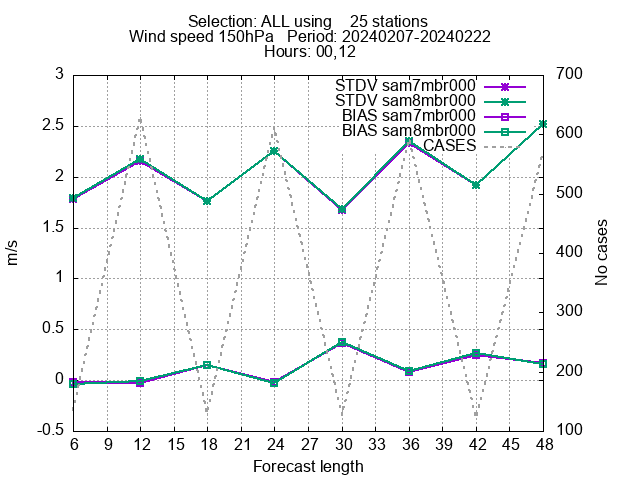 Selection: ALL using 25 stations
Wind speed 150hPa Period: 20240207-20240222
Hours: 00,12
STDV sam7mbr000
STDV sam8mbr000
BIAS sam7mbr000
BIAS sam8mbr000
CASES
3
2.5
2
1.5
1
0.5
0
-0.5
m/s
700
600
500
400
300
200
100
No cases
6 9 12 15 18 21 24 27 30 33 36 39 42 45 48
Forecast length